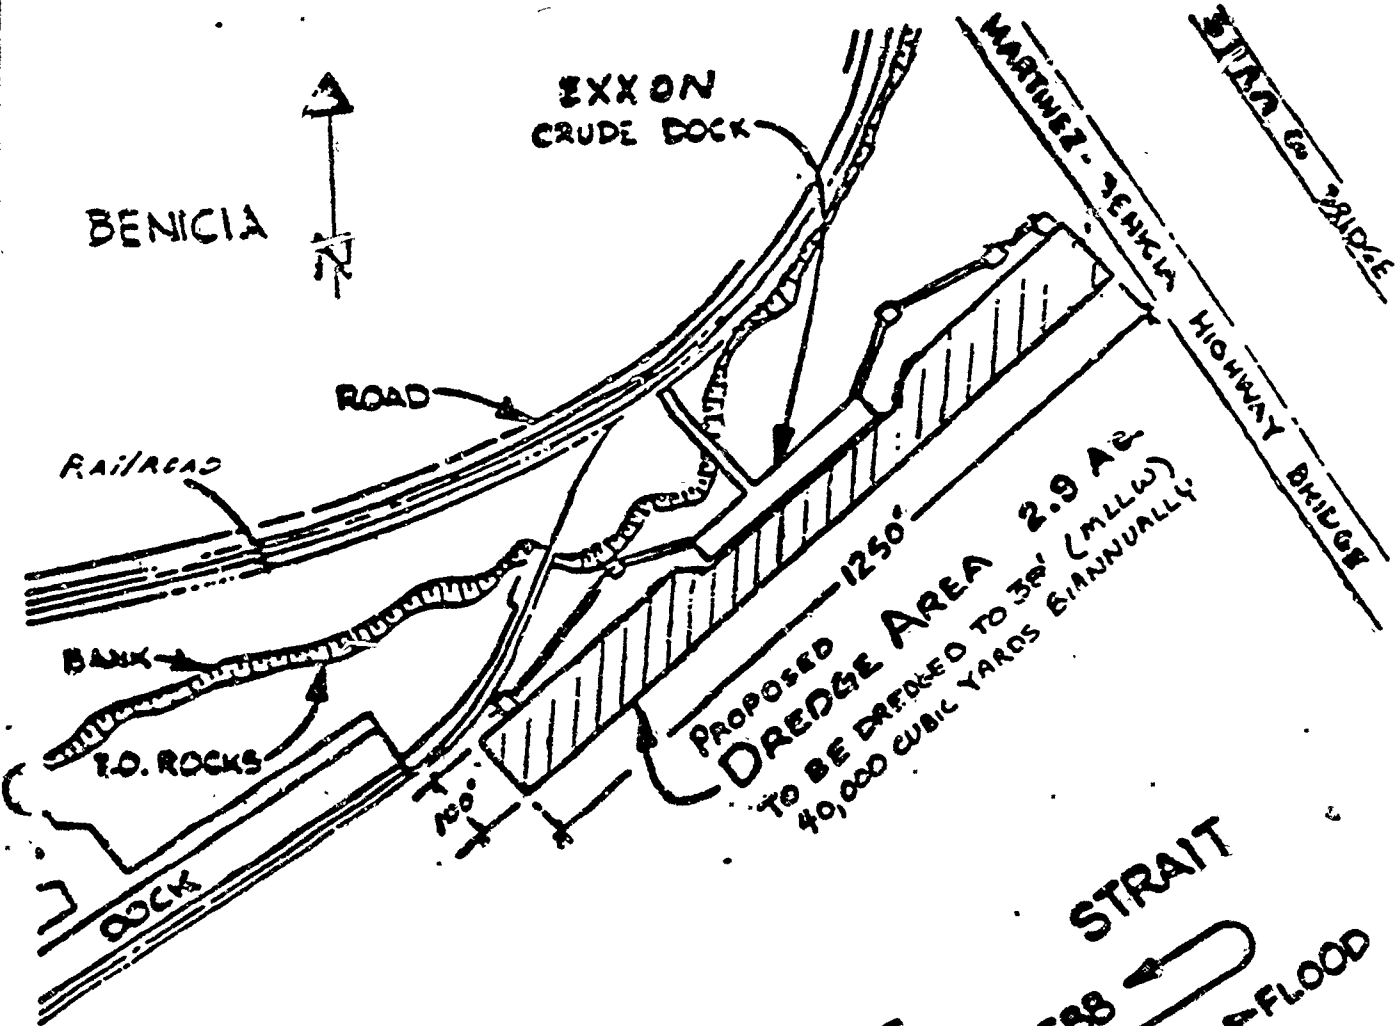 EXXON
CRUDE DOCK
MARTINEZ-BENICIA HIGHWAY BRIDGE
BRIDGE
BENICIA
N
ROAD
RAilROAD
BANK
ROCKS
DOCK
100'
1250'
PROPOSED
DREDGE AREA 2.9 Ac
TO BE DREDGED TO 38' (MLLW)
40,000 CUBIC YARDS BIANNUALLY
STRAIT
FLOOD